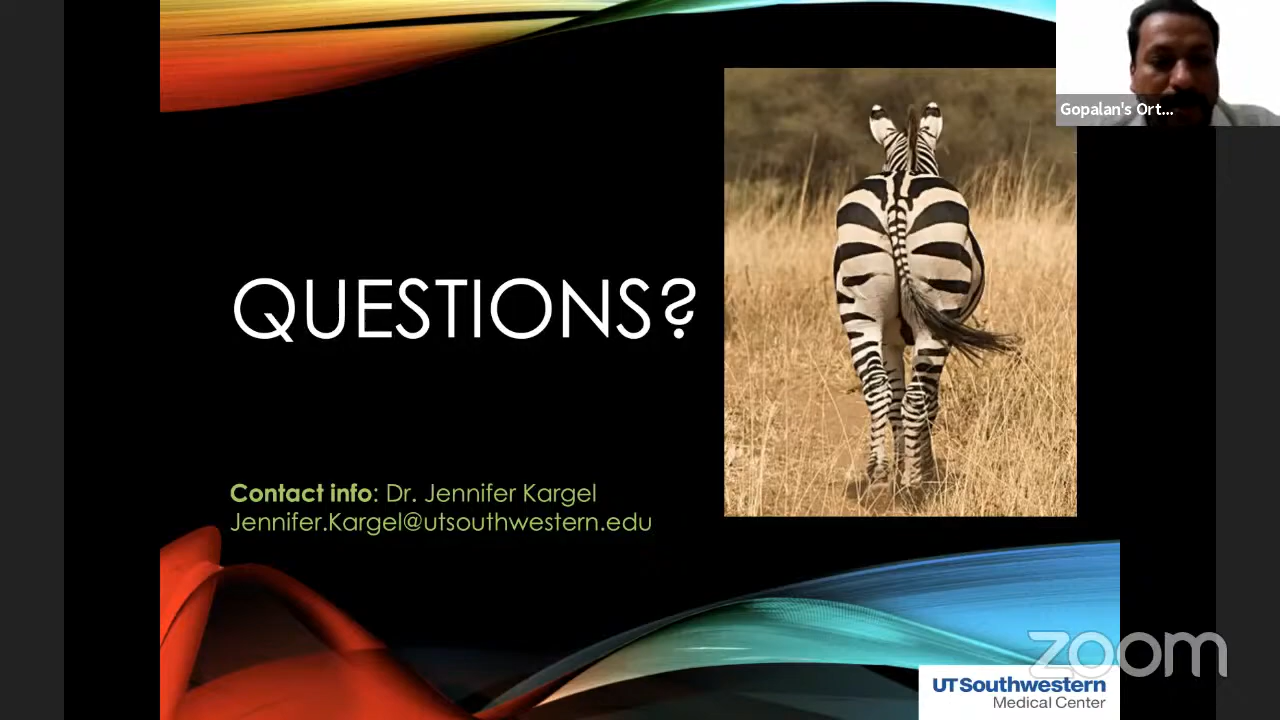 Gopalan's Ort...
QUESTIONS?
Contact info: Dr. Jennifer Kargel
Jennifer.Kargel@utsouthwestern.edu
zoom
UTSouthwestern
Medical Center